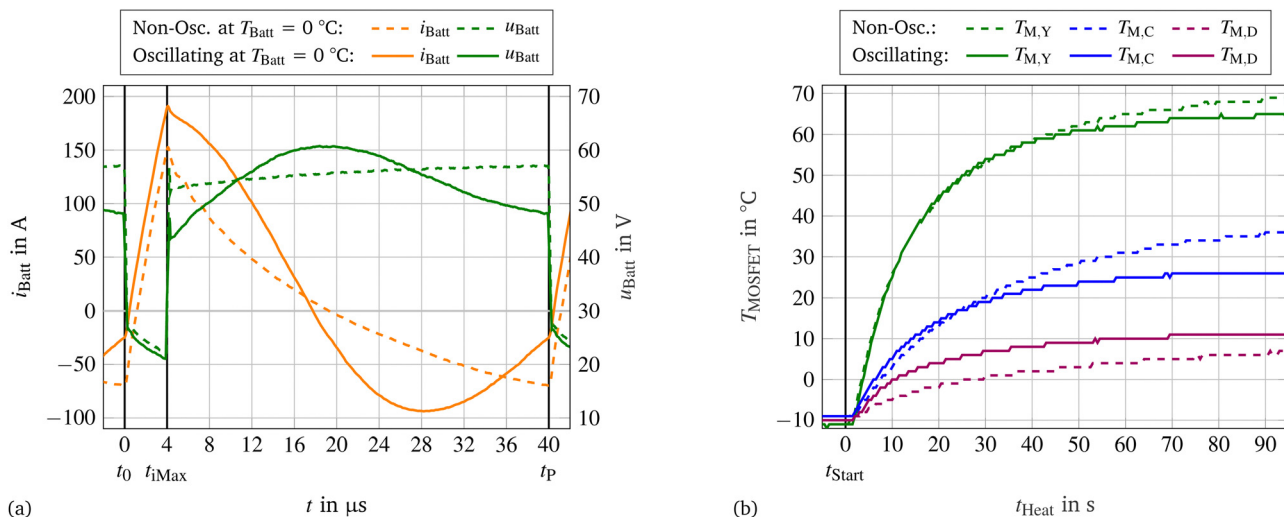 Non-Osc. at T_Batt = 0 °C: i_Batt u_Batt
Oscillating at T_Batt = 0 °C: i_Batt u_Batt
200
150
100
50
0
−50
−100
i_Batt in A
70
60
50
40
30
20
10
u_Batt in V
0 4 8 12 16 20 24 28 32 36 40
t_0 t_iMax t_P
t in μs
(a)
Non-Osc.: T_M,Y T_M,C T_M,D
Oscillating: T_M,Y T_M,C T_M,D
70
60
50
40
30
20
10
0
−10
T_MOSFET in °C
0 10 20 30 40 50 60 70 80 90
t_Start
t_Heat in s
(b)